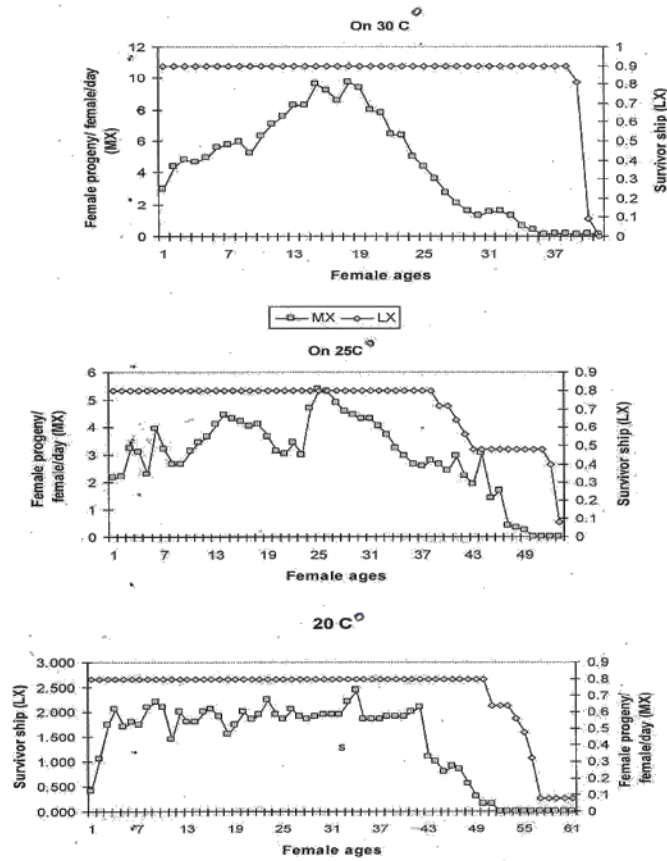 On 30 C°
Female progeny/ female/day
(MX)
12
10
8
6
4
2
0
1
0.9
0.8
0.7
0.6
0.5
0.4
0.3
0.2
0.1
0
Survivor ship (LX)
1 7 13 19 25 31 37
Female ages
MX LX
On 25C°
Female progeny/
female/day (MX)
6
5
4
3
2
1
0
0.9
0.8
0.7
0.6
0.5
0.4
0.3
0.2
0.1
0
Survivor ship (LX)
1 7 13 19 25 31 37 43 49
Female ages
20 C°
Survivor ship (LX)
3.000
2.500
2.000
1.500
1.000
0.500
0.000
s
0.9
0.8
0.7
0.6
0.5
0.4
0.3
0.2
0.1
0
Female progeny/
female/day (MX)
1 7 13 19 25 31 37 43 49 55 61
Female ages